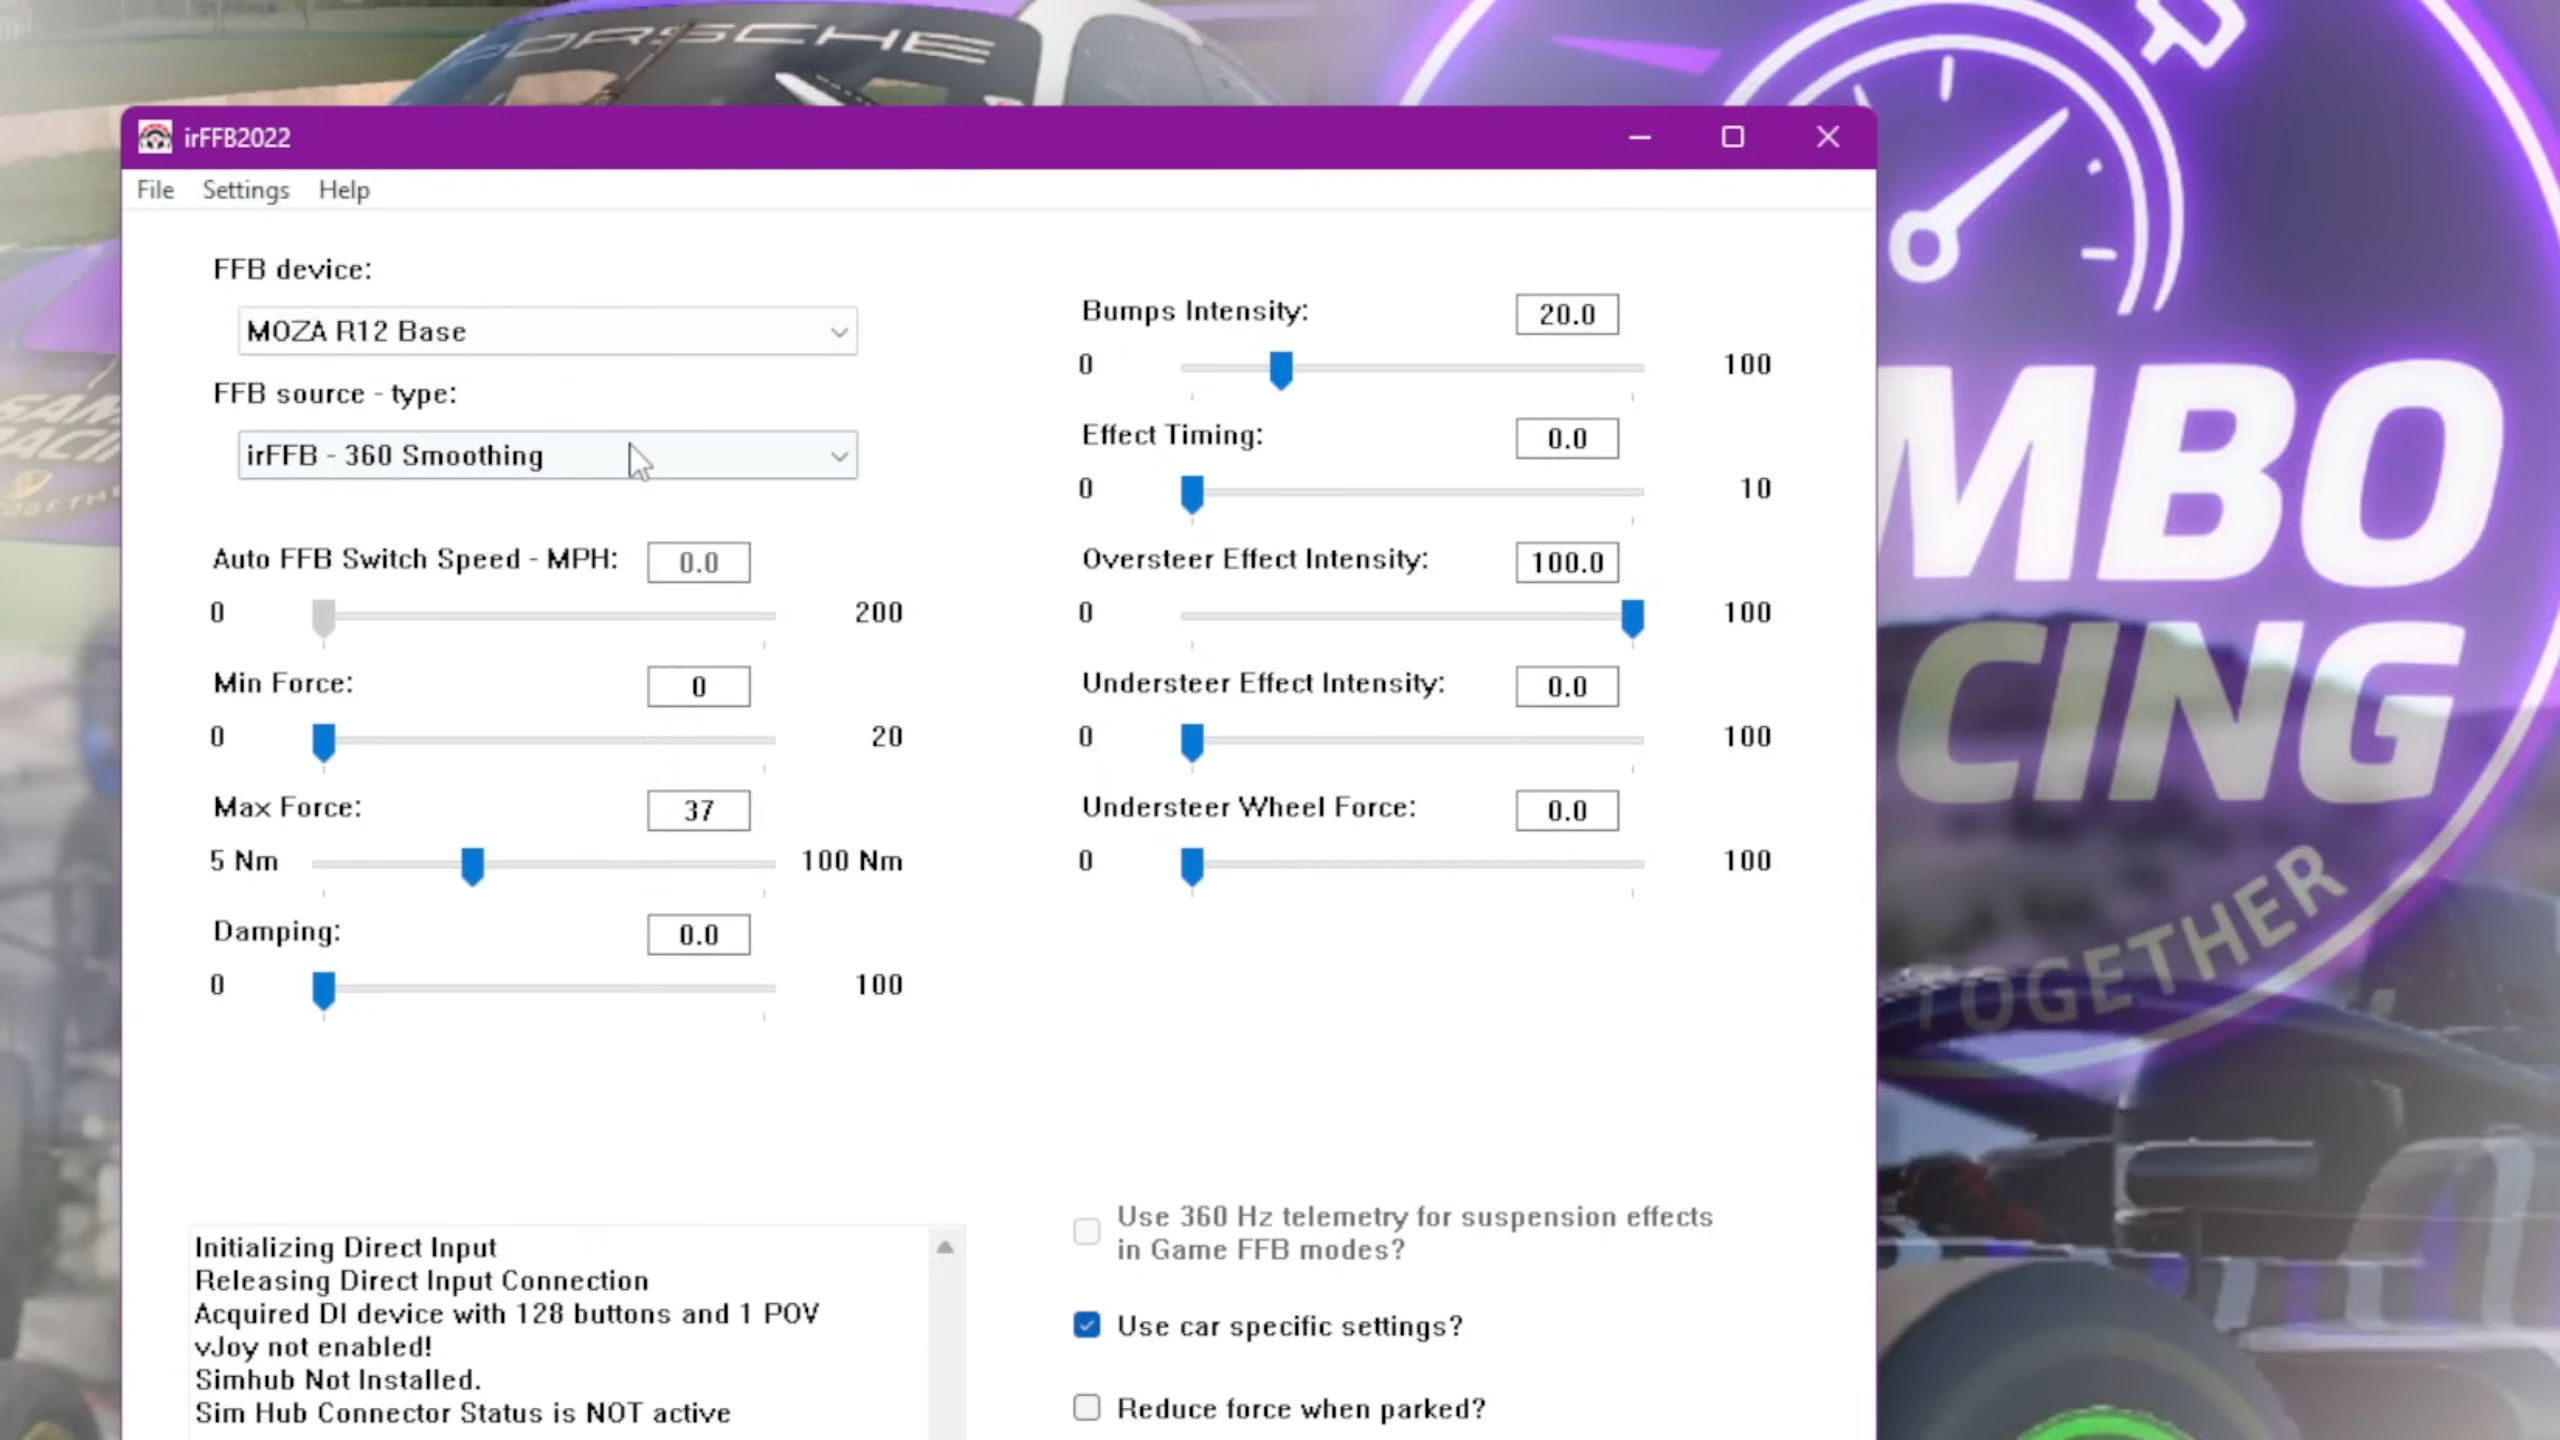 PORSCHE
irFFB2022
File Settings Help
FFB device:
MOZA R12 Base
FFB source - type:
irFFB - 360 Smoothing
Auto FFB Switch Speed - MPH: 0.0
0 200
Min Force: 0
0 20
Max Force: 37
5 Nm 100 Nm
Damping: 0.0
0 100
Bumps Intensity: 20.0
0 100
Effect Timing: 0.0
0 10
Oversteer Effect Intensity: 100.0
0 100
Understeer Effect Intensity: 0.0
0 100
Understeer Wheel Force: 0.0
0 100
Initializing Direct Input
Releasing Direct Input Connection
Acquired DI device with 128 buttons and 1 POV
vJoy not enabled!
Simhub Not Installed.
Sim Hub Connector Status is NOT active
Use 360 Hz telemetry for suspension effects
in Game FFB modes?
Use car specific settings?
Reduce force when parked?
MBO
CING
TOGETHER